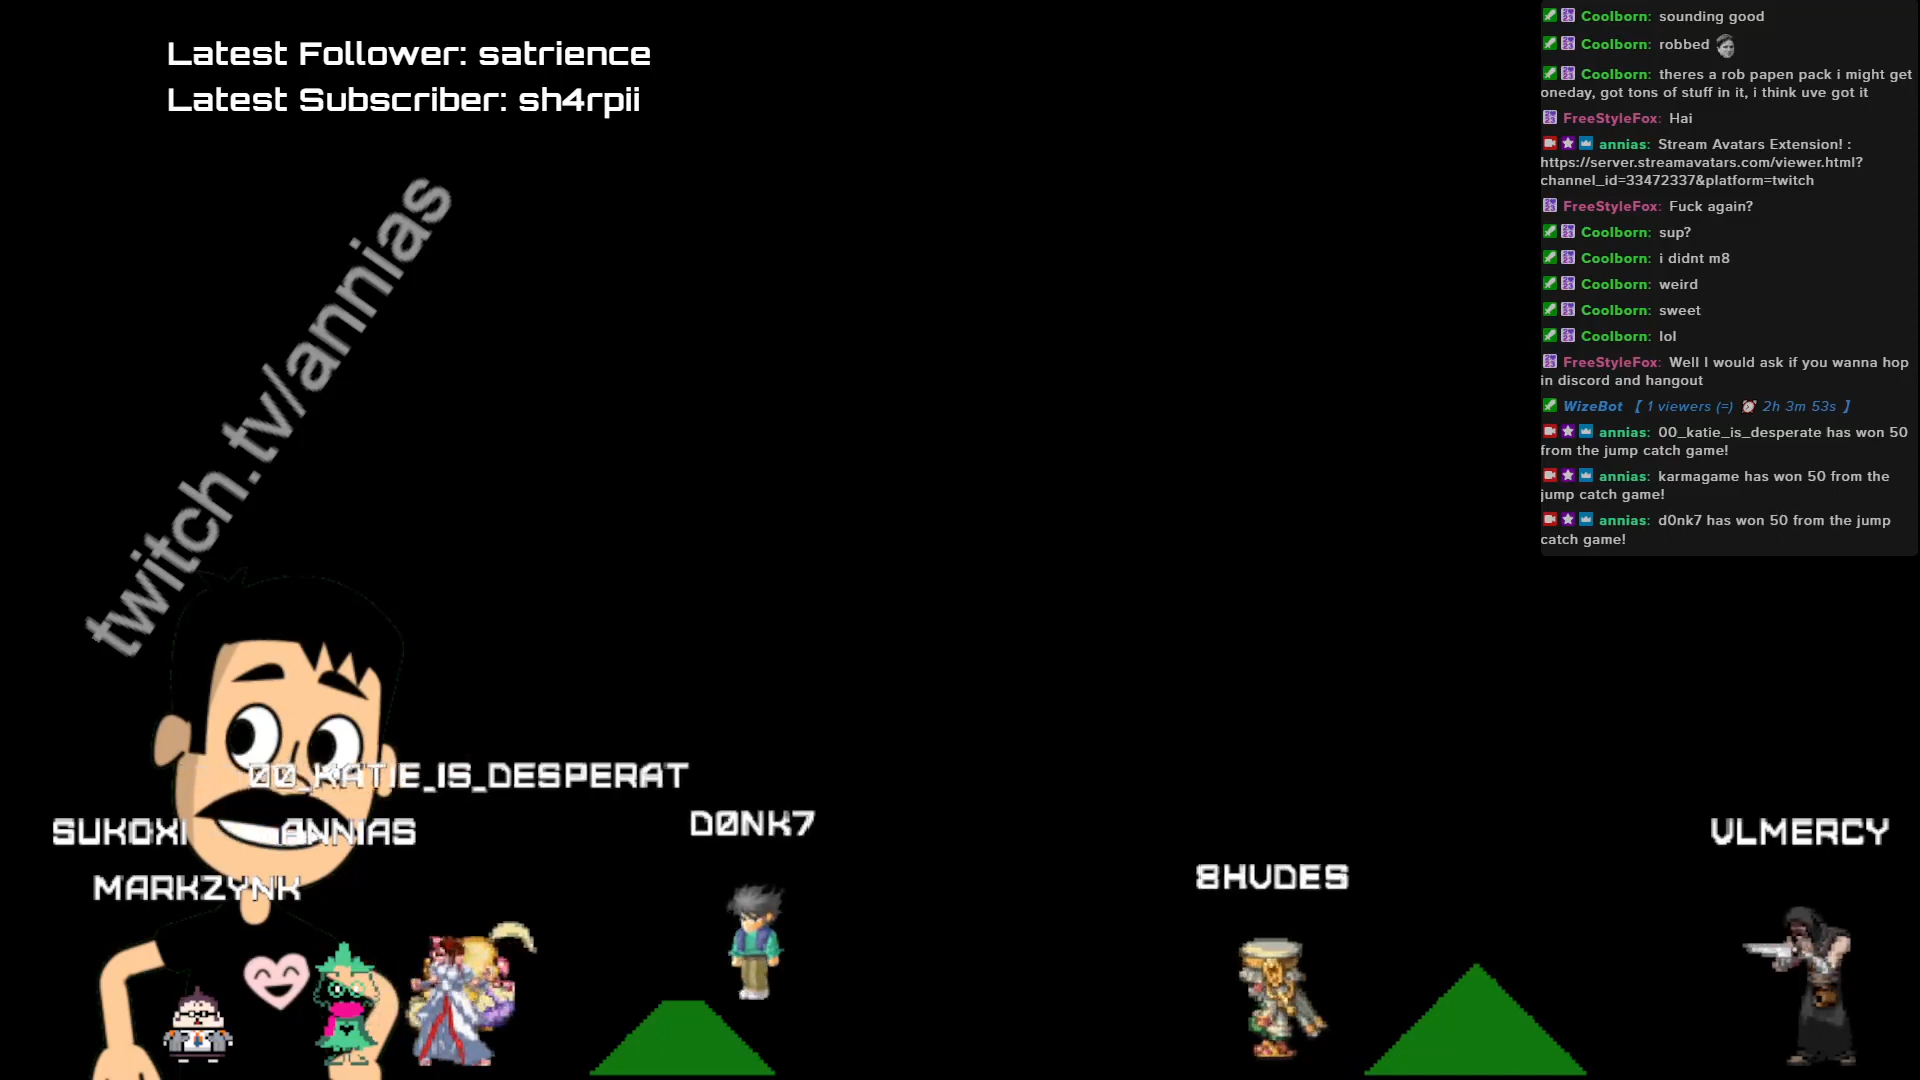 Latest Follower: satrience
Latest Subscriber: sh4rpii
twitch.tv/annias
Coolborn: sounding good
Coolborn: robbed
Coolborn: theres a rob papen pack i might get
oneday, got tons of stuff in it, i think uve got it
FreeStyleFox: Hai
annias: Stream Avatars Extension! :
https://server.streamavatars.com/viewer.html?
channel_id=33472337&platform=twitch
FreeStyleFox: Fuck again?
Coolborn: sup?
Coolborn: i didnt m8
Coolborn: weird
Coolborn: sweet
Coolborn: lol
FreeStyleFox: Well I would ask if you wanna hop
in discord and hangout
WizeBot 【 1 viewers (=) ⏰ 2h 3m 53s 】
annias: 00_katie_is_desperate has won 50
from the jump catch game!
annias: karmagame has won 50 from the
jump catch game!
annias: d0nk7 has won 50 from the jump
catch game!
00_KATIE_IS_DESPERAT
SUKOXI
ANNIAS
D0NK7
VLMERCY
MARKZYNK
8HVDES